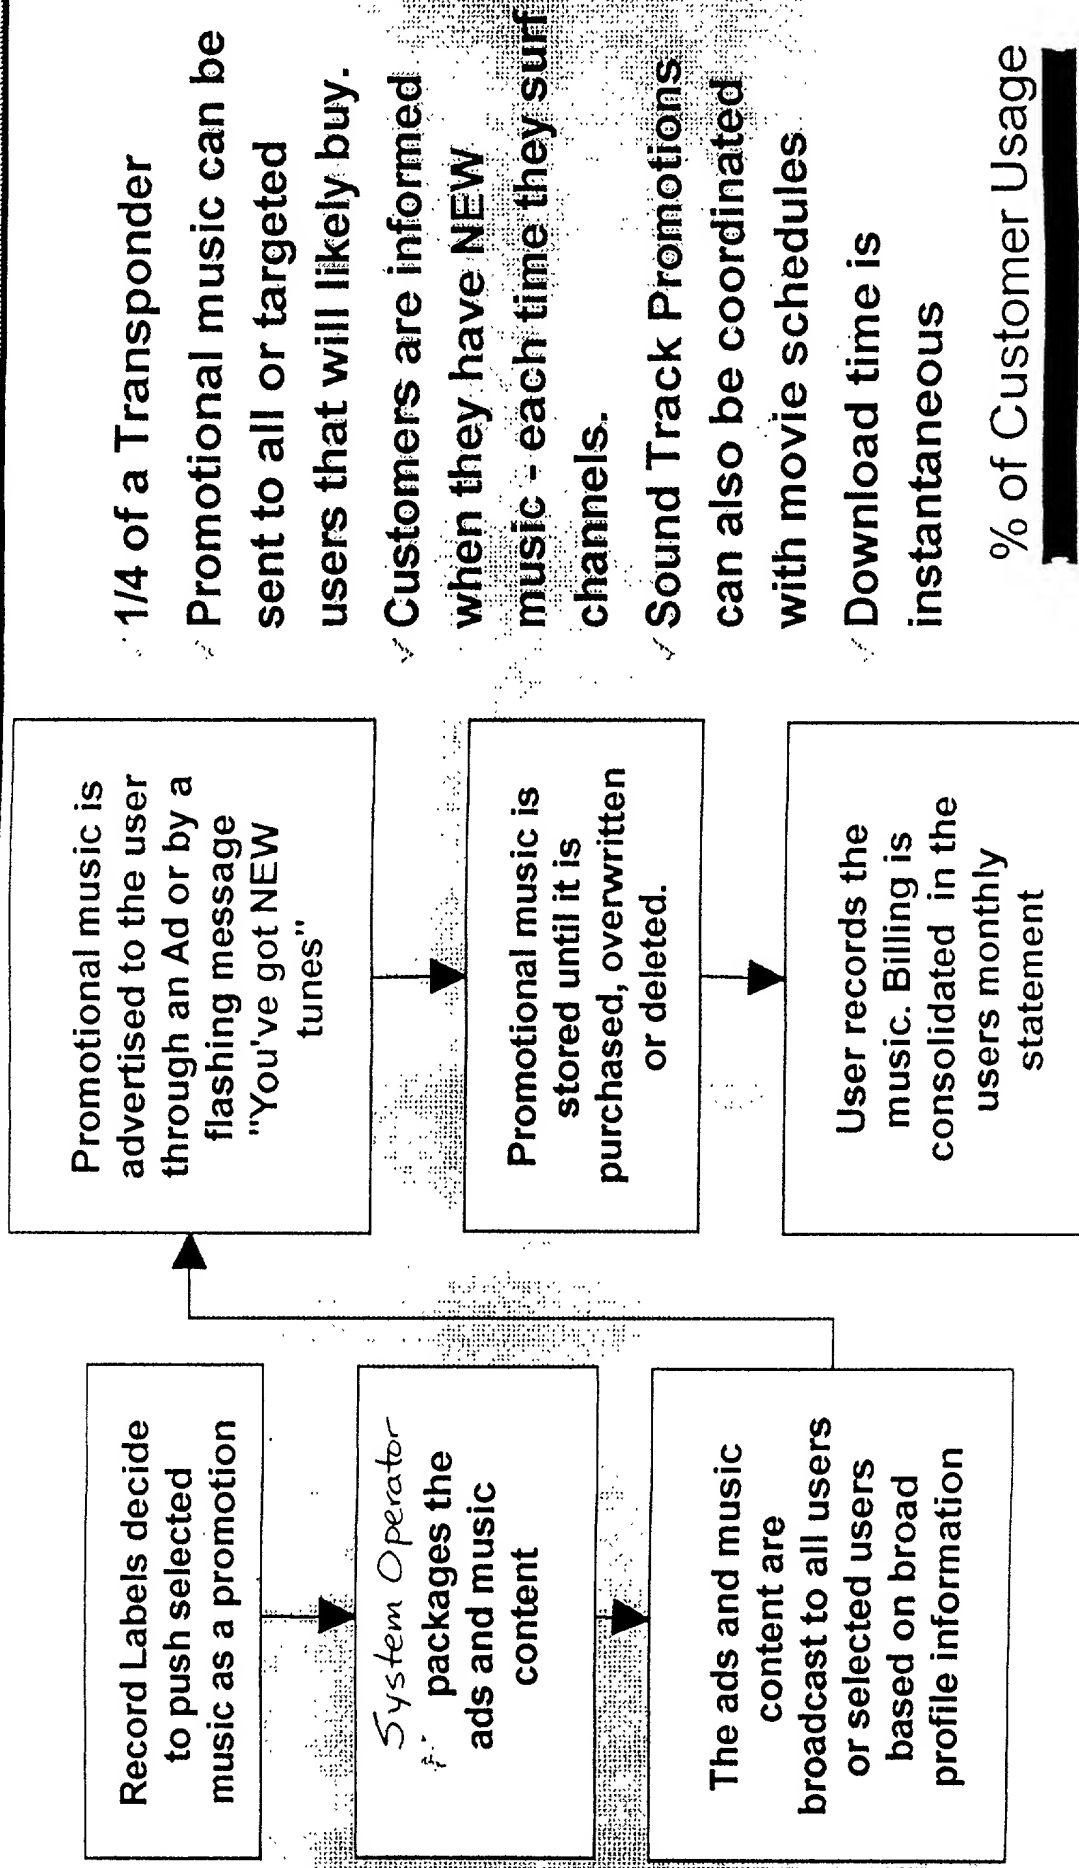 Record Labels decide
to push selected
music as a promotion
System Operator
packages the
ads and music
content
The ads and music
content are
broadcast to all users
or selected users
based on broad
profile information
Promotional music is
advertised to the user
through an Ad or by a
flashing message
"You've got NEW
tunes"
Promotional music is
stored until it is
purchased, overwritten
or deleted.
User records the
music. Billing is
consolidated in the
users monthly
statement
1/4 of a Transponder
✓ Promotional music can be
sent to all or targeted
users that will likely buy.
✓ Customers are informed
when they have NEW
music - each time they surf
channels.
✓ Sound Track Promotions
can also be coordinated
with movie schedules
✓ Download time is
instantaneous
% of Customer Usage